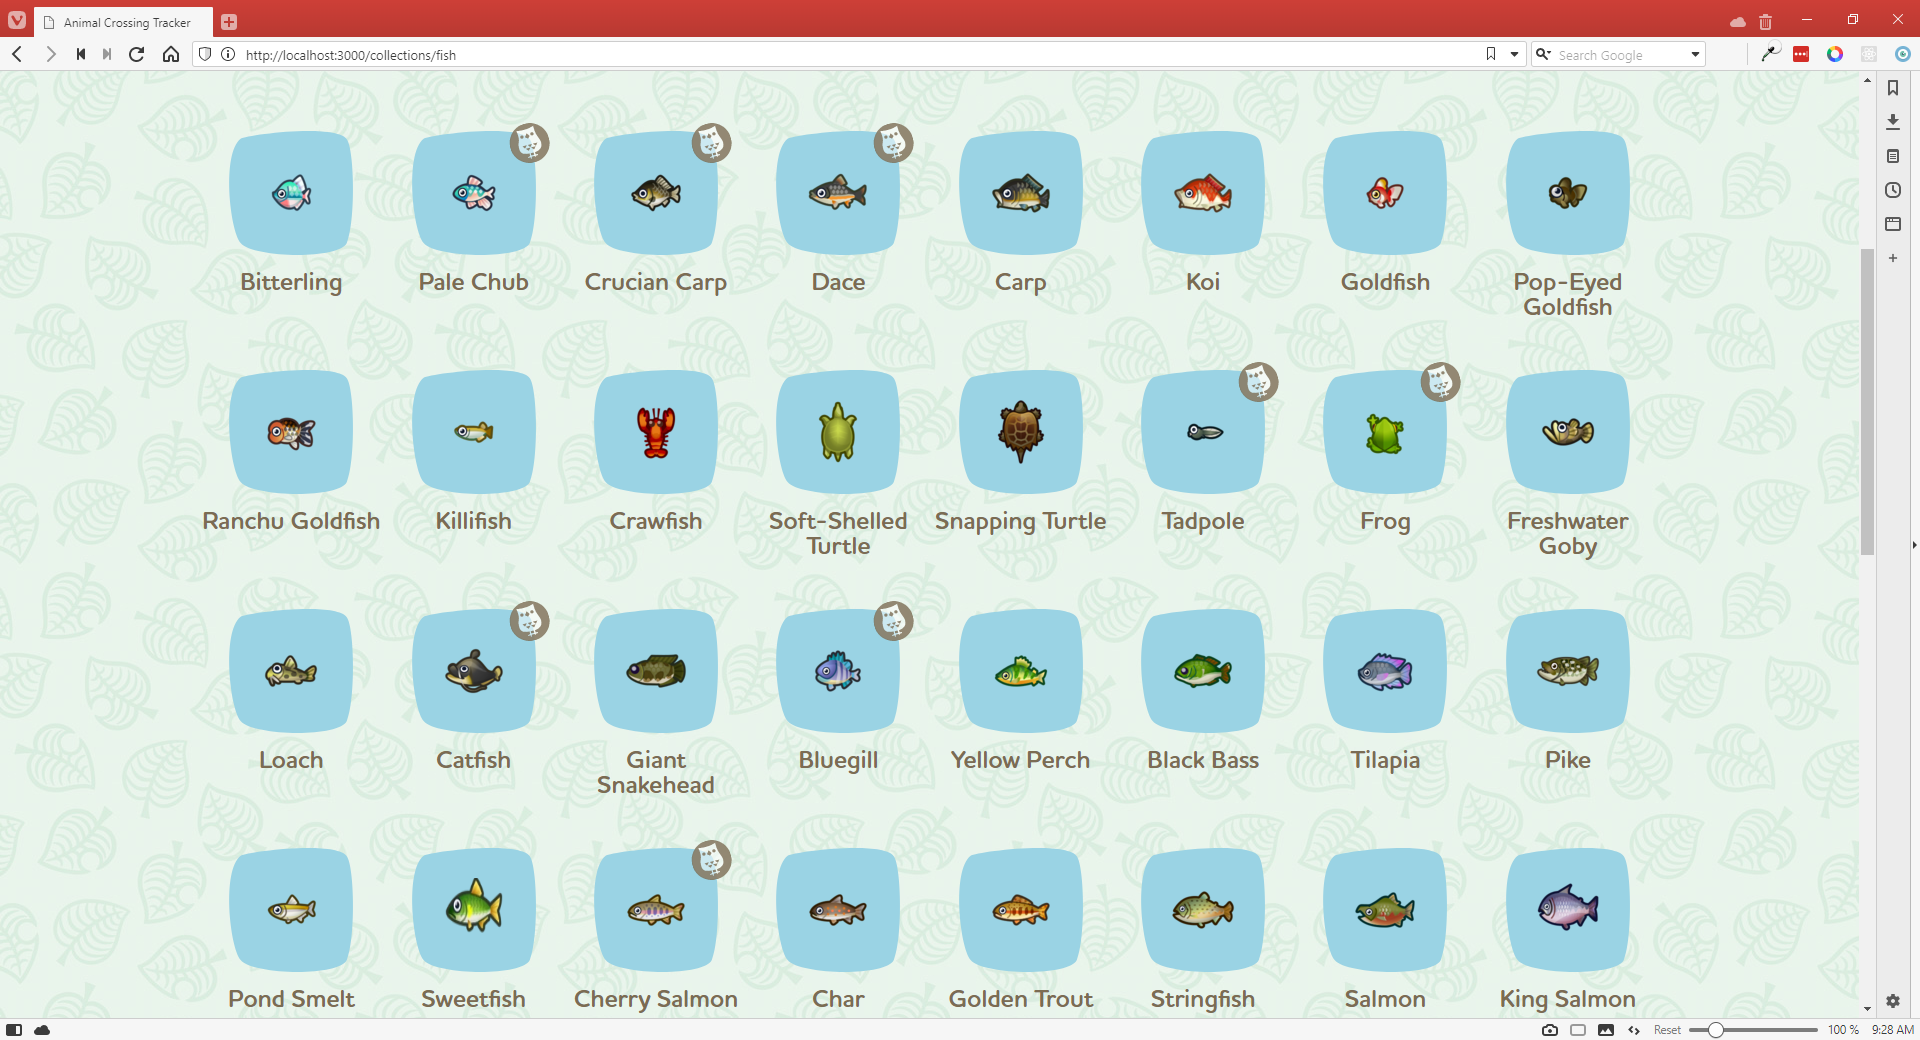 Animal Crossing Tracker
http://localhost:3000/collections/fish
Search Google
Bitterling
Pale Chub
Crucian Carp
Dace
Carp
Koi
Goldfish
Pop-Eyed
Goldfish
Ranchu Goldfish
Killifish
Crawfish
Soft-Shelled
Turtle
Snapping Turtle
Tadpole
Frog
Freshwater
Goby
Loach
Catfish
Giant
Snakehead
Bluegill
Yellow Perch
Black Bass
Tilapia
Pike
Pond Smelt
Sweetfish
Cherry Salmon
Char
Golden Trout
Stringfish
Salmon
King Salmon
Reset
100 %
9:28 AM